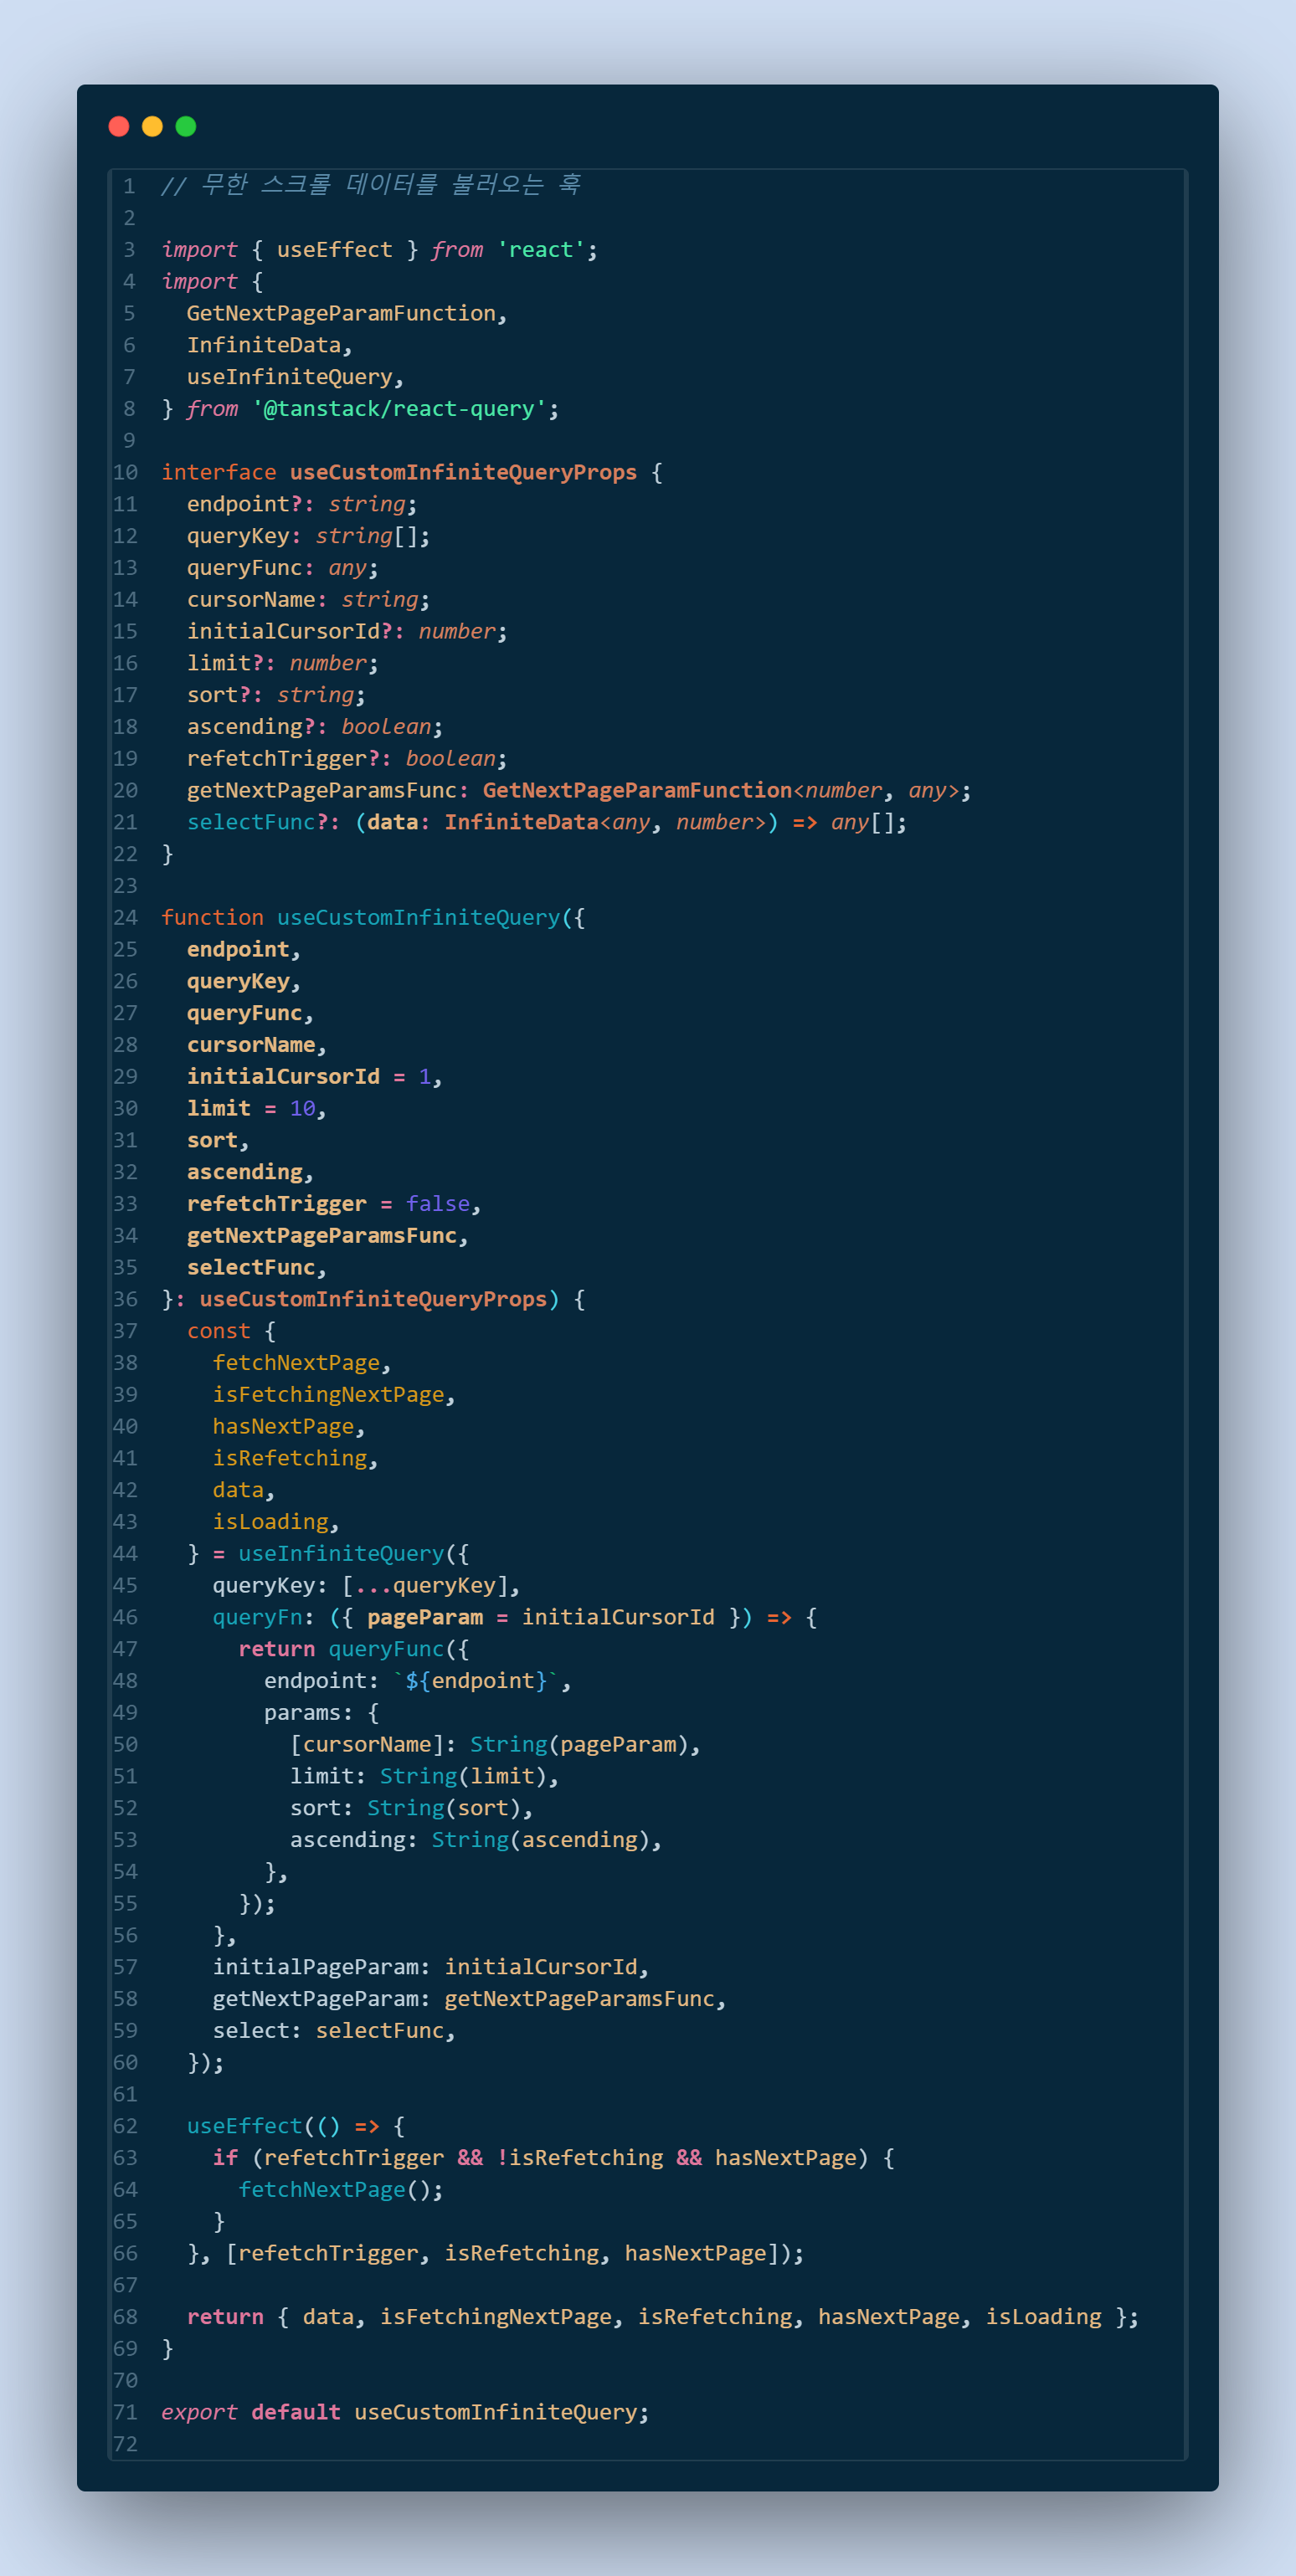 1 // 무한 스크롤 데이터를 불러오는 훅
2
3 import { useEffect } from 'react';
4 import {
5   GetNextPageParamFunction,
6   InfiniteData,
7   useInfiniteQuery,
8 } from '@tanstack/react-query';
9
10 interface useCustomInfiniteQueryProps {
11   endpoint?: string;
12   queryKey: string[];
13   queryFunc: any;
14   cursorName: string;
15   initialCursorId?: number;
16   limit?: number;
17   sort?: string;
18   ascending?: boolean;
19   refetchTrigger?: boolean;
20   getNextPageParamsFunc: GetNextPageParamFunction<number, any>;
21   selectFunc?: (data: InfiniteData<any, number>) => any[];
22 }
23
24 function useCustomInfiniteQuery({
25   endpoint,
26   queryKey,
27   queryFunc,
28   cursorName,
29   initialCursorId = 1,
30   limit = 10,
31   sort,
32   ascending,
33   refetchTrigger = false,
34   getNextPageParamsFunc,
35   selectFunc,
36 }: useCustomInfiniteQueryProps) {
37   const {
38     fetchNextPage,
39     isFetchingNextPage,
40     hasNextPage,
41     isRefetching,
42     data,
43     isLoading,
44   } = useInfiniteQuery({
45     queryKey: [...queryKey],
46     queryFn: ({ pageParam = initialCursorId }) => {
47       return queryFunc({
48         endpoint: `${endpoint}`,
49         params: {
50           [cursorName]: String(pageParam),
51           limit: String(limit),
52           sort: String(sort),
53           ascending: String(ascending),
54         },
55       });
56     },
57     initialPageParam: initialCursorId,
58     getNextPageParam: getNextPageParamsFunc,
59     select: selectFunc,
60   });
61
62   useEffect(() => {
63     if (refetchTrigger && !isRefetching && hasNextPage) {
64       fetchNextPage();
65     }
66   }, [refetchTrigger, isRefetching, hasNextPage]);
67
68   return { data, isFetchingNextPage, isRefetching, hasNextPage, isLoading };
69 }
70
71 export default useCustomInfiniteQuery;
72